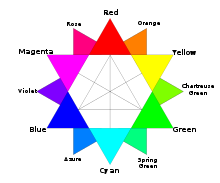 Red
Rose
Orange
Magenta
Yellow
Violet
Chartreuse
Green
Blue
Green
Azure
Spring
Green
Cyan